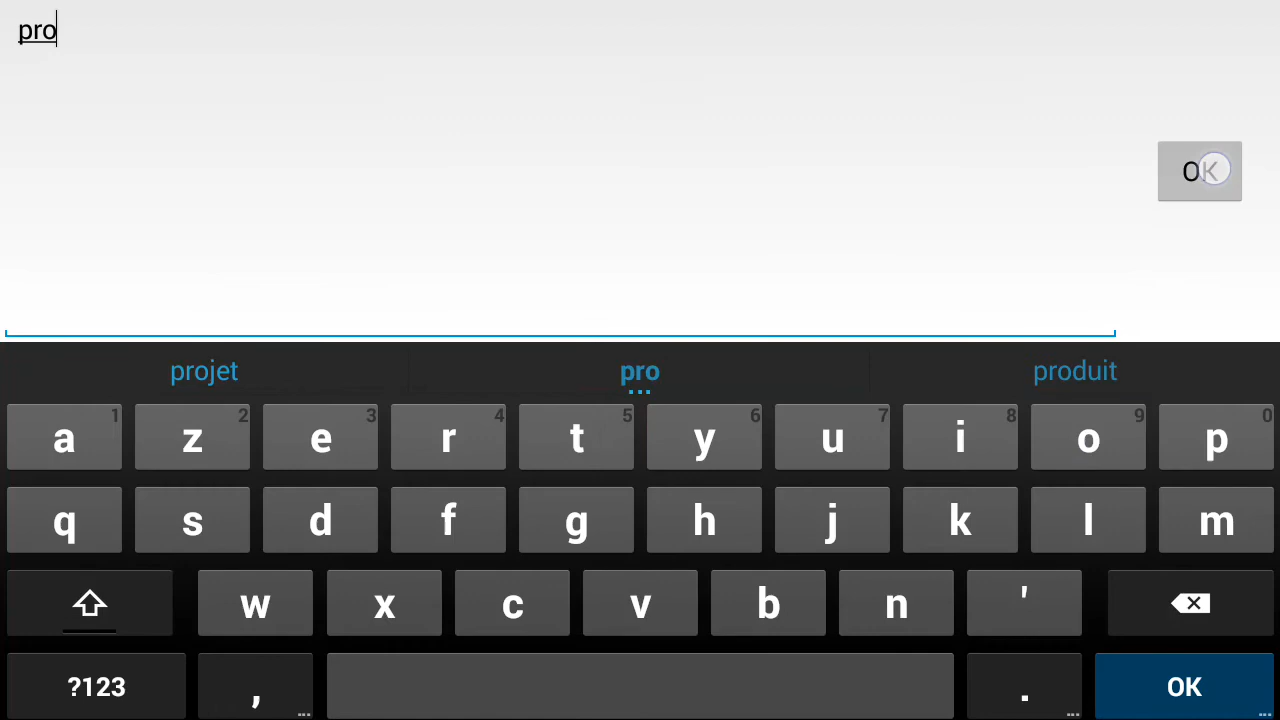 pro
OK
projet pro produit
1 2 3 4 5 6 7 8 9 0
a z e r t y u i o p
q s d f g h j k l m
w x c v b n '
?123 , . OK